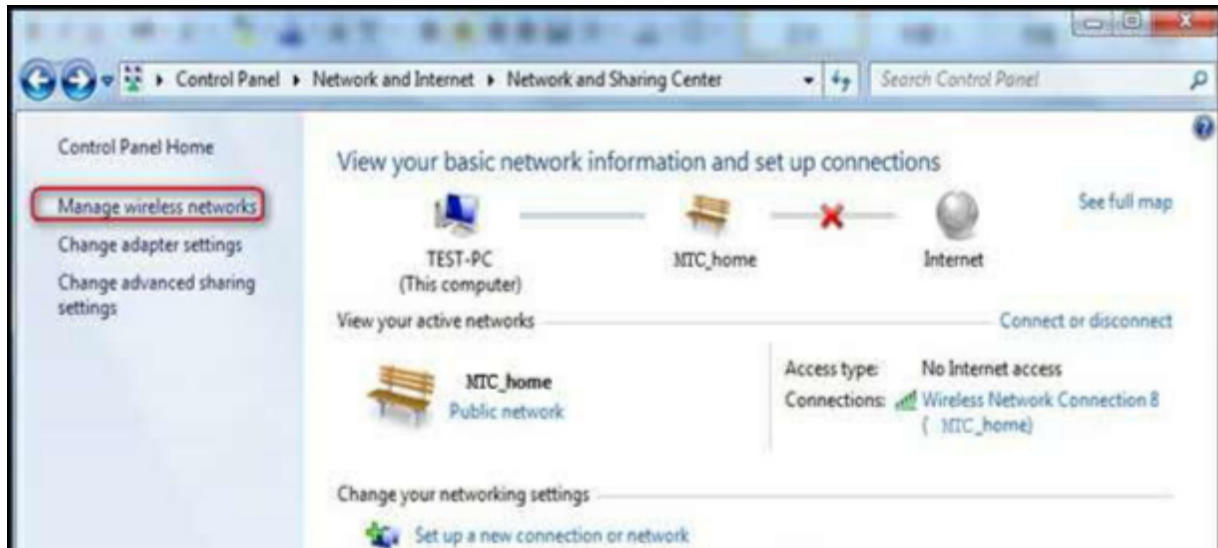 Control Panel ▸ Network and Internet ▸ Network and Sharing Center
Search Control Panel
Control Panel Home
Manage wireless networks
Change adapter settings
Change advanced sharing
settings
View your basic network information and set up connections
See full map
TEST-PC
(This computer)
MTC_home
Internet
View your active networks
Connect or disconnect
MTC_home
Public network
Access type: No Internet access
Connections: Wireless Network Connection 8
( MTC_home)
Change your networking settings
Set up a new connection or network